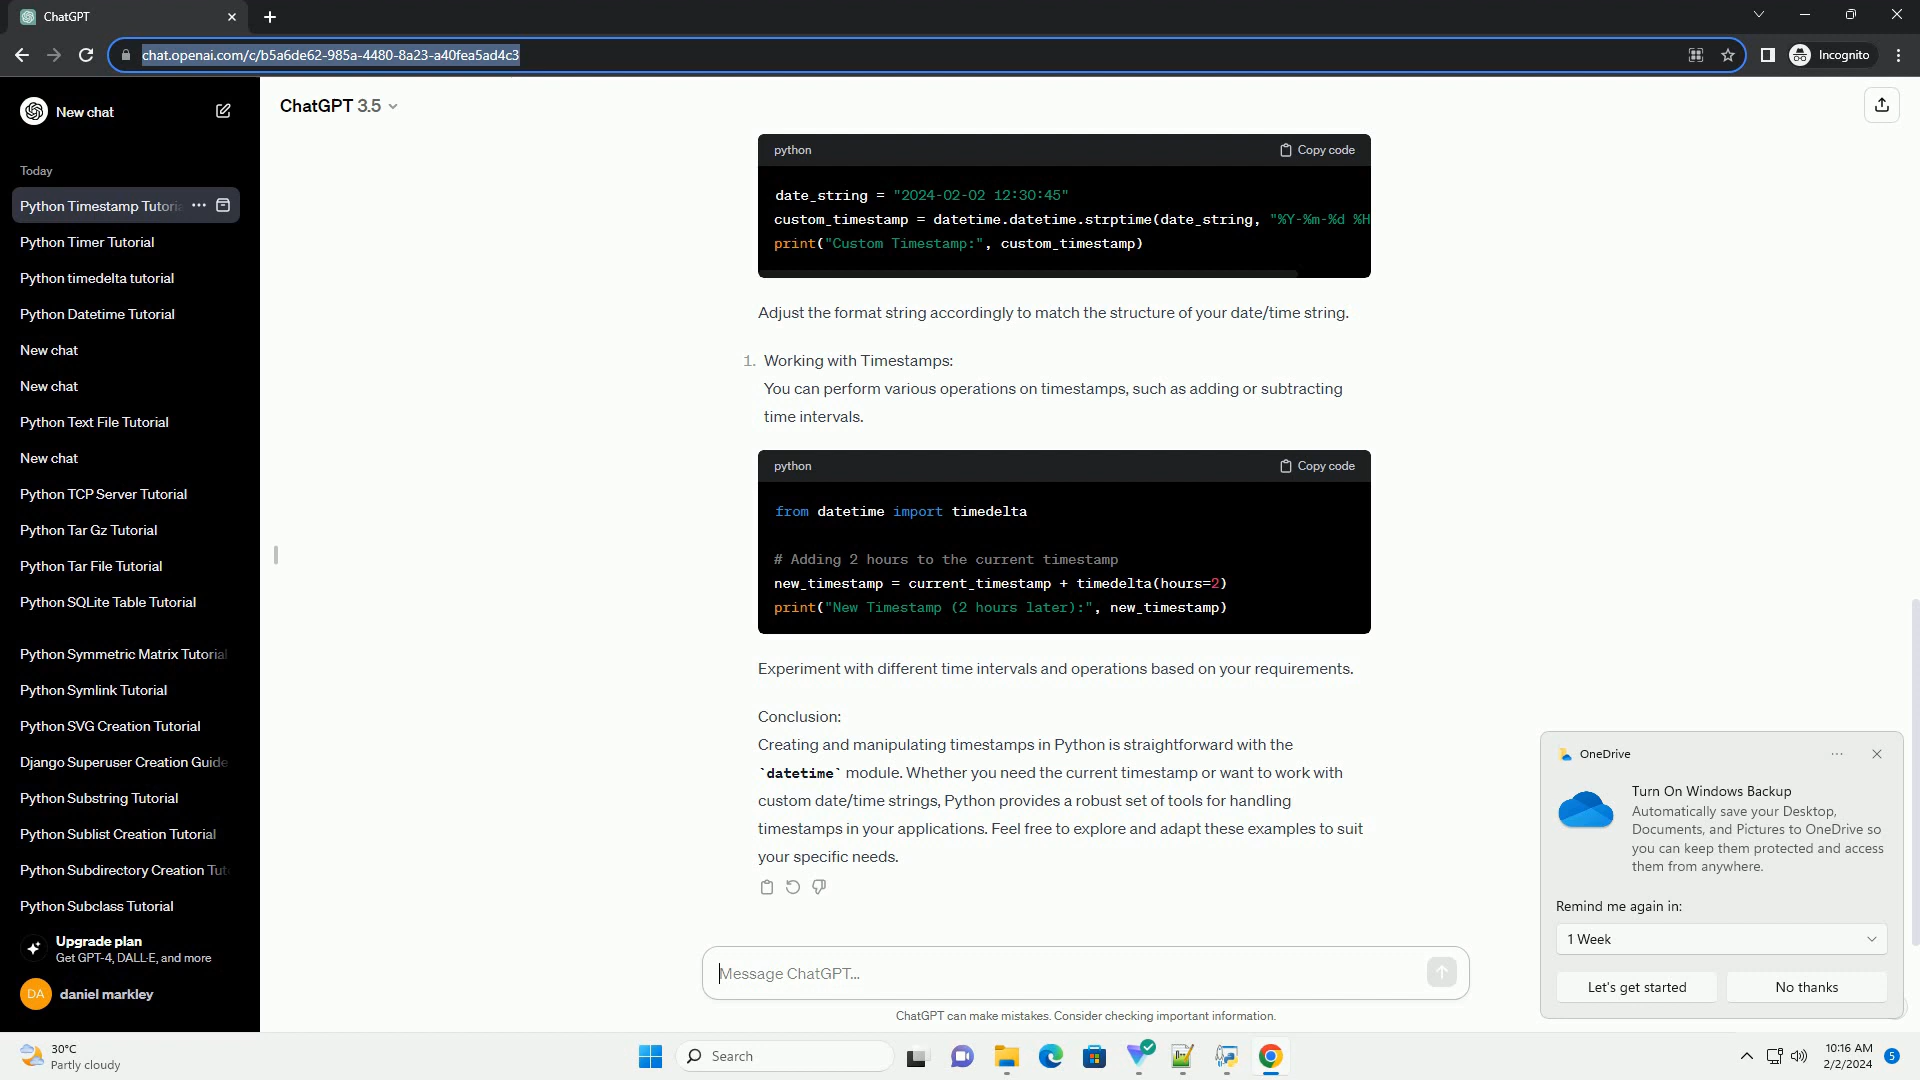 ChatGPT
chat.openai.com/c/b5a6de62-985a-4480-8a23-a40fea5ad4c3
Incognito
New chat
Today
Python Timestamp Tutoria
Python Timer Tutorial
Python timedelta tutorial
Python Datetime Tutorial
New chat
New chat
Python Text File Tutorial
New chat
Python TCP Server Tutorial
Python Tar Gz Tutorial
Python Tar File Tutorial
Python SQLite Table Tutorial
Python Symmetric Matrix Tutorial
Python Symlink Tutorial
Python SVG Creation Tutorial
Django Superuser Creation Guide
Python Substring Tutorial
Python Sublist Creation Tutorial
Python Subdirectory Creation Tuto
Python Subclass Tutorial
Upgrade plan
Get GPT-4, DALL·E, and more
DA daniel markley
ChatGPT 3.5
python Copy code
date_string = "2024-02-02 12:30:45"
custom_timestamp = datetime.datetime.strptime(date_string, "%Y-%m-%d %H
print("Custom Timestamp:", custom_timestamp)
Adjust the format string accordingly to match the structure of your date/time string.
1. Working with Timestamps:
You can perform various operations on timestamps, such as adding or subtracting
time intervals.
python Copy code
from datetime import timedelta
# Adding 2 hours to the current timestamp
new_timestamp = current_timestamp + timedelta(hours=2)
print("New Timestamp (2 hours later):", new_timestamp)
Experiment with different time intervals and operations based on your requirements.
Conclusion:
Creating and manipulating timestamps in Python is straightforward with the
`datetime` module. Whether you need the current timestamp or want to work with
custom date/time strings, Python provides a robust set of tools for handling
timestamps in your applications. Feel free to explore and adapt these examples to suit
your specific needs.
Message ChatGPT...
ChatGPT can make mistakes. Consider checking important information.
OneDrive
Turn On Windows Backup
Automatically save your Desktop,
Documents, and Pictures to OneDrive so
you can keep them protected and access
them from anywhere.
Remind me again in:
1 Week
Let's get started
No thanks
30°C
Partly cloudy
Search
10:16 AM
2/2/2024
5